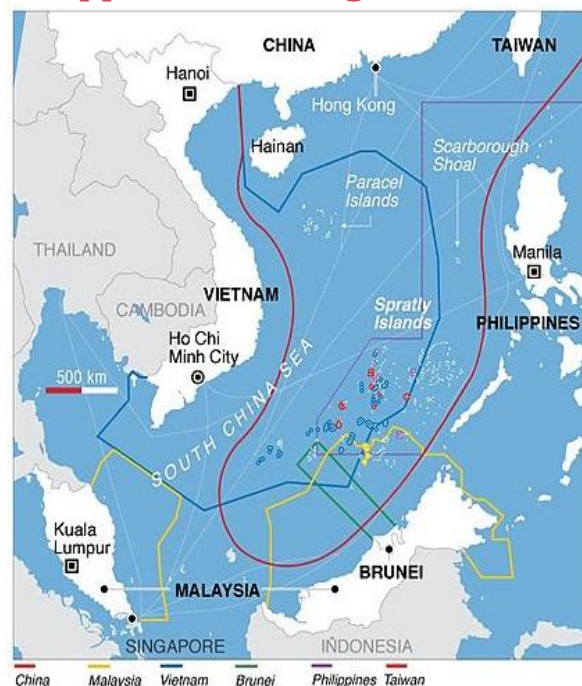 CHINA
TAIWAN
Hanoi
Hong Kong
Hainan
Scarborough
Shoal
Paracel
Islands
THAILAND
Manila
VIETNAM
CAMBODIA
Spratly
Islands
PHILIPPINES
Ho Chi
Minh City
500 km
SOUTH CHINA SEA
Kuala
Lumpur
BRUNEI
MALAYSIA
SINGAPORE
INDONESIA
China Malaysia Vietnam Brunei Philippines Taiwan